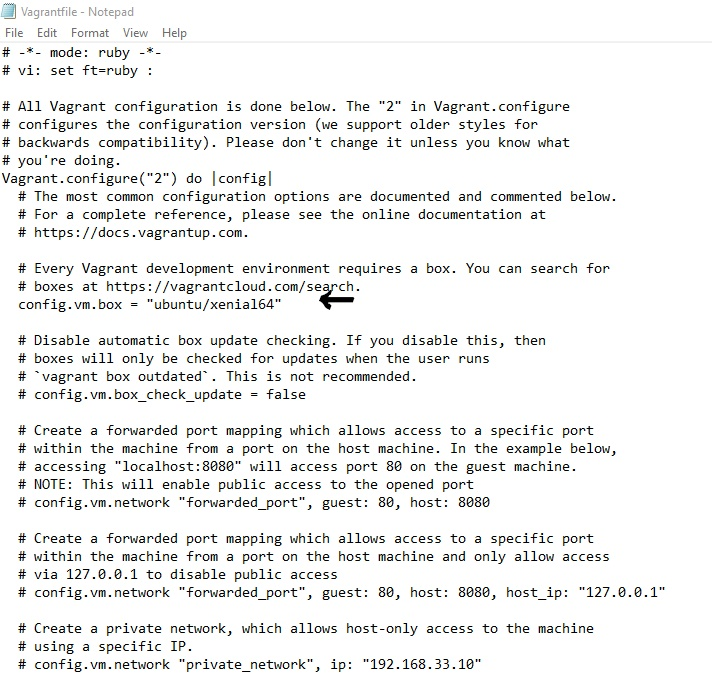 Vagrantfile - Notepad
File Edit Format View Help
# -*- mode: ruby -*-
# vi: set ft=ruby :
# All Vagrant configuration is done below. The "2" in Vagrant.configure
# configures the configuration version (we support older styles for
# backwards compatibility). Please don't change it unless you know what
# you're doing.
Vagrant.configure("2") do |config|
# The most common configuration options are documented and commented below.
# For a complete reference, please see the online documentation at
# https://docs.vagrantup.com.
# Every Vagrant development environment requires a box. You can search for
# boxes at https://vagrantcloud.com/search.
config.vm.box = "ubuntu/xenial64"
# Disable automatic box update checking. If you disable this, then
# boxes will only be checked for updates when the user runs
# `vagrant box outdated`. This is not recommended.
# config.vm.box_check_update = false
# Create a forwarded port mapping which allows access to a specific port
# within the machine from a port on the host machine. In the example below,
# accessing "localhost:8080" will access port 80 on the guest machine.
# NOTE: This will enable public access to the opened port
# config.vm.network "forwarded_port", guest: 80, host: 8080
# Create a forwarded port mapping which allows access to a specific port
# within the machine from a port on the host machine and only allow access
# via 127.0.0.1 to disable public access
# config.vm.network "forwarded_port", guest: 80, host: 8080, host_ip: "127.0.0.1"
# Create a private network, which allows host-only access to the machine
# using a specific IP.
# config.vm.network "private_network", ip: "192.168.33.10"